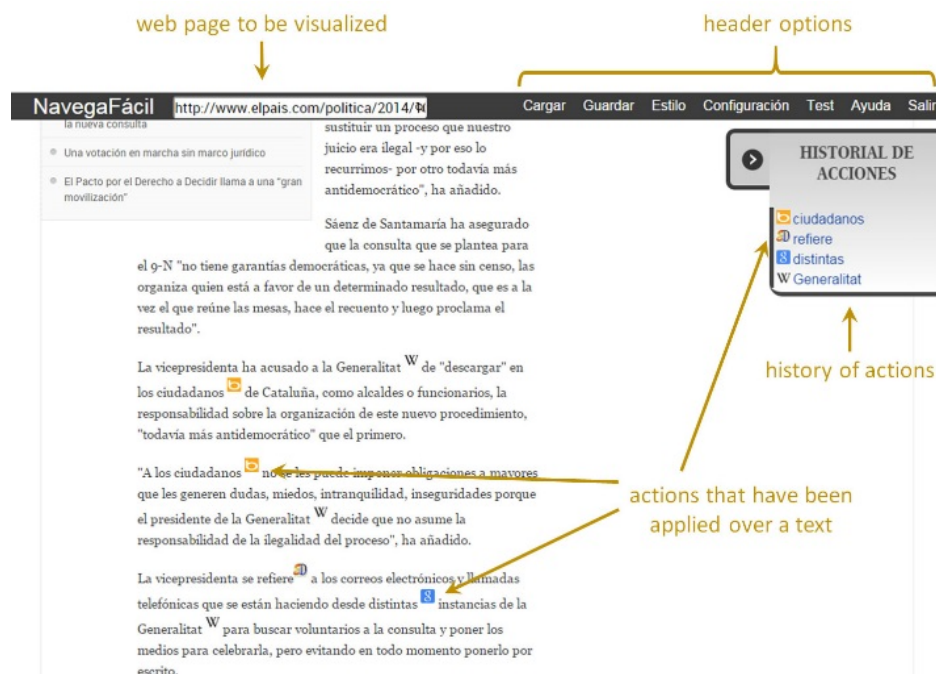 web page to be visualized
header options
NavegaFácil http://www.elpais.com/politica/2014/ Cargar Guardar Estilo Configuración Test Ayuda Salir
la nueva consulta
Una votación en marcha sin marco jurídico
El Pacto por el Derecho a Decidir llama a una "gran
movilización"
sustituir un proceso que nuestro
juicio era ilegal -y por eso lo
recurrimos- por otro todavía más
antidemocrático", ha añadido.
Sáenz de Santamaría ha asegurado
que la consulta que se plantea para
el 9-N "no tiene garantías democráticas, ya que se hace sin censo, las
organiza quien está a favor de un determinado resultado, que es a la
vez el que reúne las mesas, hace el recuento y luego proclama el
resultado".
La vicepresidenta ha acusado a la Generalitat W de "descargar" en
los ciudadanos b de Cataluña, como alcaldes o funcionarios, la
responsabilidad sobre la organización de este nuevo procedimiento,
"todavía más antidemocrático" que el primero.
"A los ciudadanos b no se les puede imponer obligaciones a mayores
que les generen dudas, miedos, intranquilidad, inseguridades porque
el presidente de la Generalitat W decide que no asume la
responsabilidad de la ilegalidad del proceso", ha añadido.
La vicepresidenta se refiere a los correos electrónicos y llamadas
telefónicas que se están haciendo desde distintas 8 instancias de la
Generalitat W para buscar voluntarios a la consulta y poner los
medios para celebrarla, pero evitando en todo momento ponerlo por
escrito.
HISTORIAL DE
ACCIONES
b ciudadanos
refiere
8 distintas
W Generalitat
history of actions
actions that have been
applied over a text